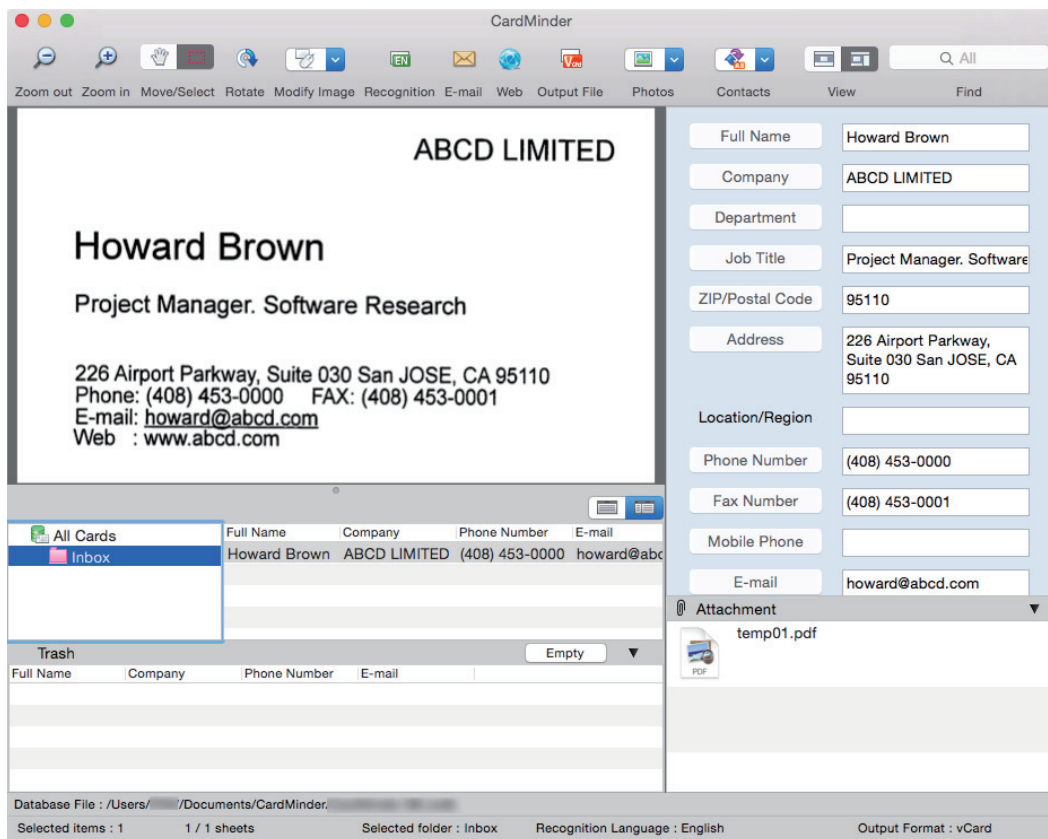 CardMinder
EN
V
All
Zoom out Zoom in Move/Select Rotate Modify Image Recognition E-mail Web Output File Photos Contacts View Find
ABCD LIMITED
Howard Brown
Project Manager. Software Research
226 Airport Parkway, Suite 030 San JOSE, CA 95110
Phone: (408) 453-0000 FAX: (408) 453-0001
E-mail: howard@abcd.com
Web : www.abcd.com
Full Name Howard Brown
Company ABCD LIMITED
Department
Job Title Project Manager. Software
ZIP/Postal Code 95110
Address 226 Airport Parkway,
Suite 030 San JOSE, CA
95110
Location/Region
Phone Number (408) 453-0000
Fax Number (408) 453-0001
Mobile Phone
E-mail howard@abcd.com
All Cards
Inbox
Full Name Company Phone Number E-mail
Howard Brown ABCD LIMITED (408) 453-0000 howard@abc
Attachment
temp01.pdf
PDF
Trash Empty
Full Name Company Phone Number E-mail
Database File : /Users/ /Documents/CardMinder/
Selected items : 1 1 / 1 sheets Selected folder : Inbox Recognition Language : English Output Format : vCard